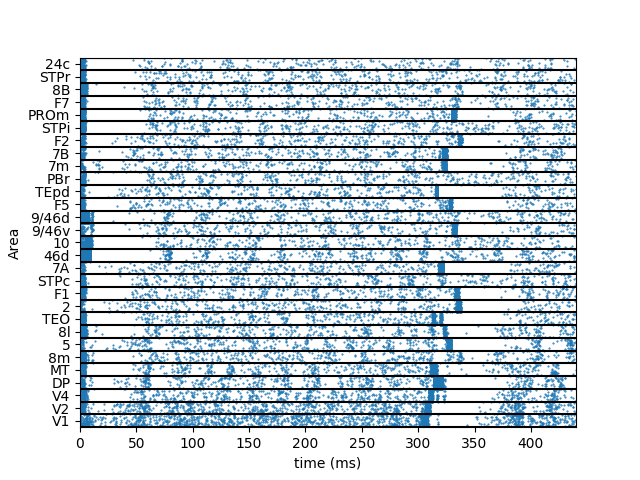 24c
STPr
8B
F7
PROm
STPi
F2
7B
7m
PBr
TEpd
F5
9/46d
9/46v
10
46d
7A
STPc
F1
2
TEO
8l
5
8m
MT
DP
V4
V2
V1
Area
0 50 100 150 200 250 300 350 400
time (ms)